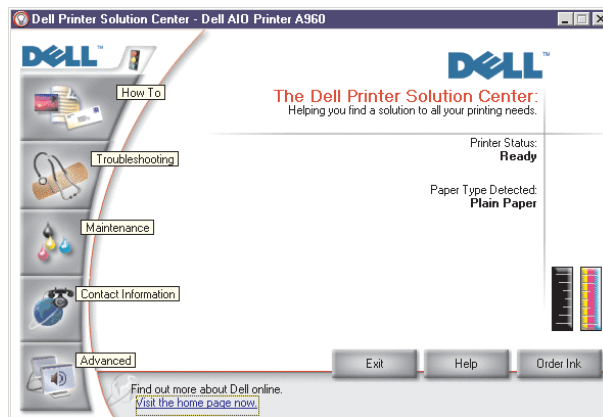 Dell Printer Solution Center - Dell AIO Printer A960
DELL™
DELL™
How To
The Dell Printer Solution Center:
Helping you find a solution to all your printing needs.
Printer Status:
Ready
Troubleshooting
Paper Type Detected:
Plain Paper
Maintenance
Contact Information
Advanced
Exit
Help
Order Ink
Find out more about Dell online.
Visit the home page now.